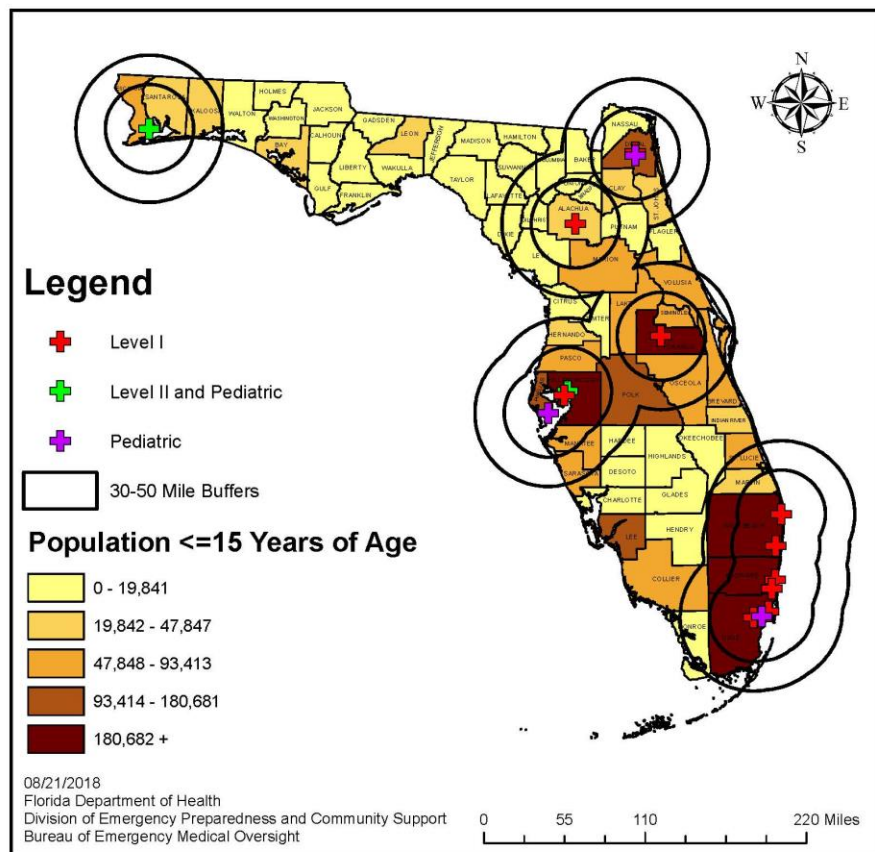 N
W E
S
NASSAU
HOLMES
JACKSON
SANTA ROSA
WALTON
WASHINGTON
GADSDEN
LEON
JEFFERSON
MADISON
HAMILTON
BAKER
CALHOUN
BAY
LIBERTY
WAKULLA
SUWANNEE
TAYLOR
LAFAYETTE
CLAY
ST. JOHNS
GULF
FRANKLIN
ALACHUA
PUTNAM
FLAGLER
DIXIE
MARION
VOLUSIA
CITRUS
LAKE
HERNANDO
PASCO
OSCEOLA
BREVARD
POLK
INDIAN RIVER
MANATEE
HARDEE
OKEECHOBEE
HIGHLANDS
SARASOTA
DESOTO
MARTIN
CHARLOTTE
GLADES
LEE
HENDRY
COLLIER
Legend
Level I
Level II and Pediatric
Pediatric
30-50 Mile Buffers
Population <=15 Years of Age
0 - 19,841
19,842 - 47,847
47,848 - 93,413
93,414 - 180,681
180,682 +
08/21/2018
Florida Department of Health
Division of Emergency Preparedness and Community Support
Bureau of Emergency Medical Oversight
0 55 110 220 Miles